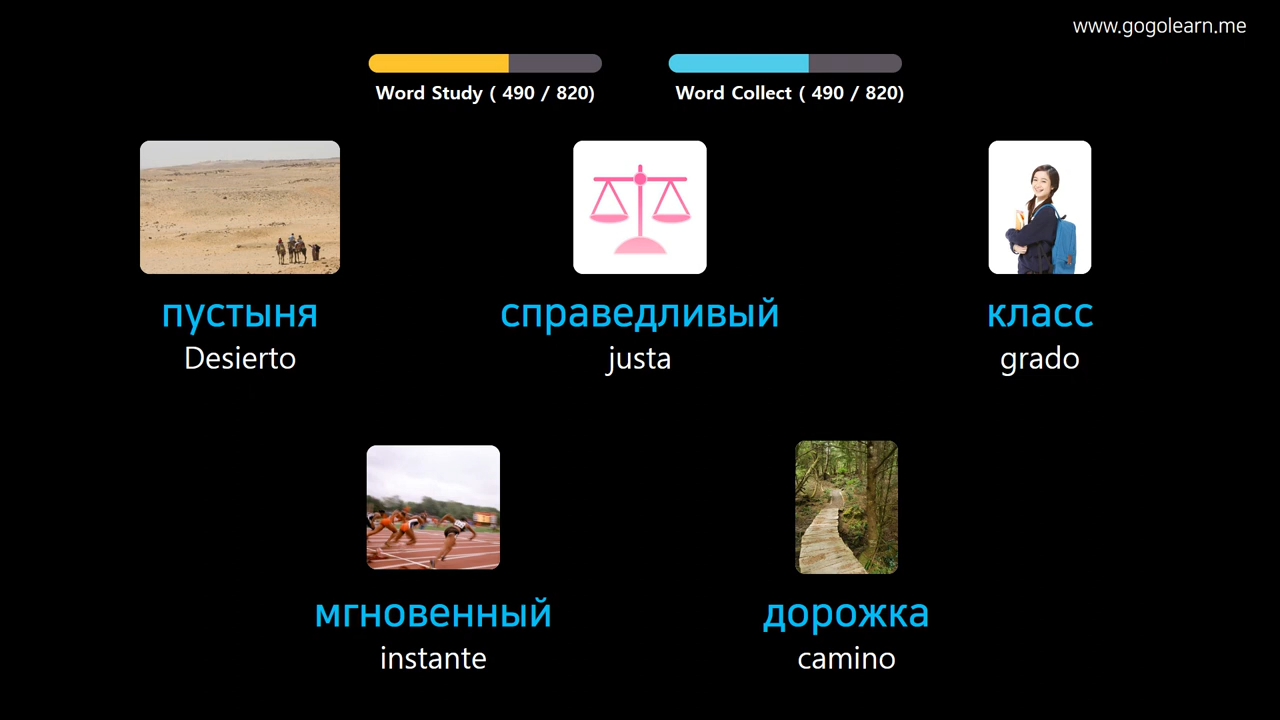 www.gogolearn.me
Word Study ( 490 / 820)
Word Collect ( 490 / 820)
пустыня
Desierto
справедливый
justa
класс
grado
мгновенный
instante
дорожка
camino